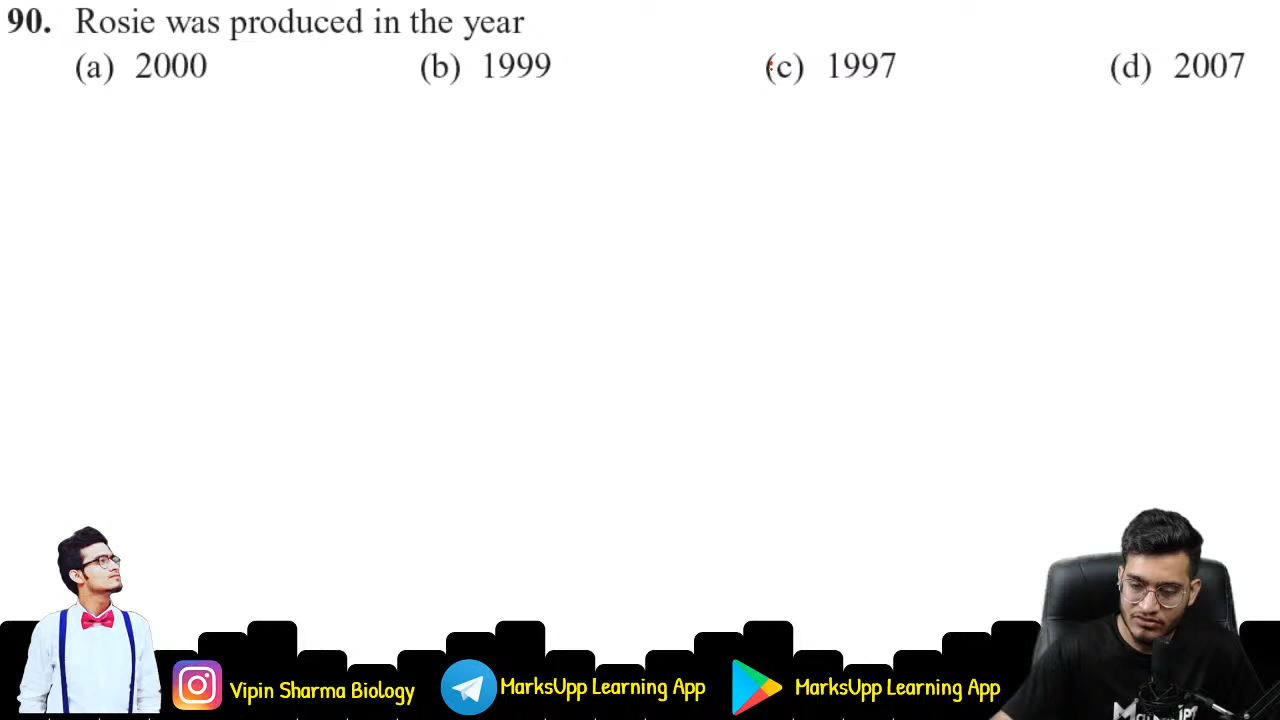 90. Rosie was produced in the year
(a) 2000 (b) 1999 (c) 1997 (d) 2007
Vipin Sharma Biology MarksUpp Learning App MarksUpp Learning App